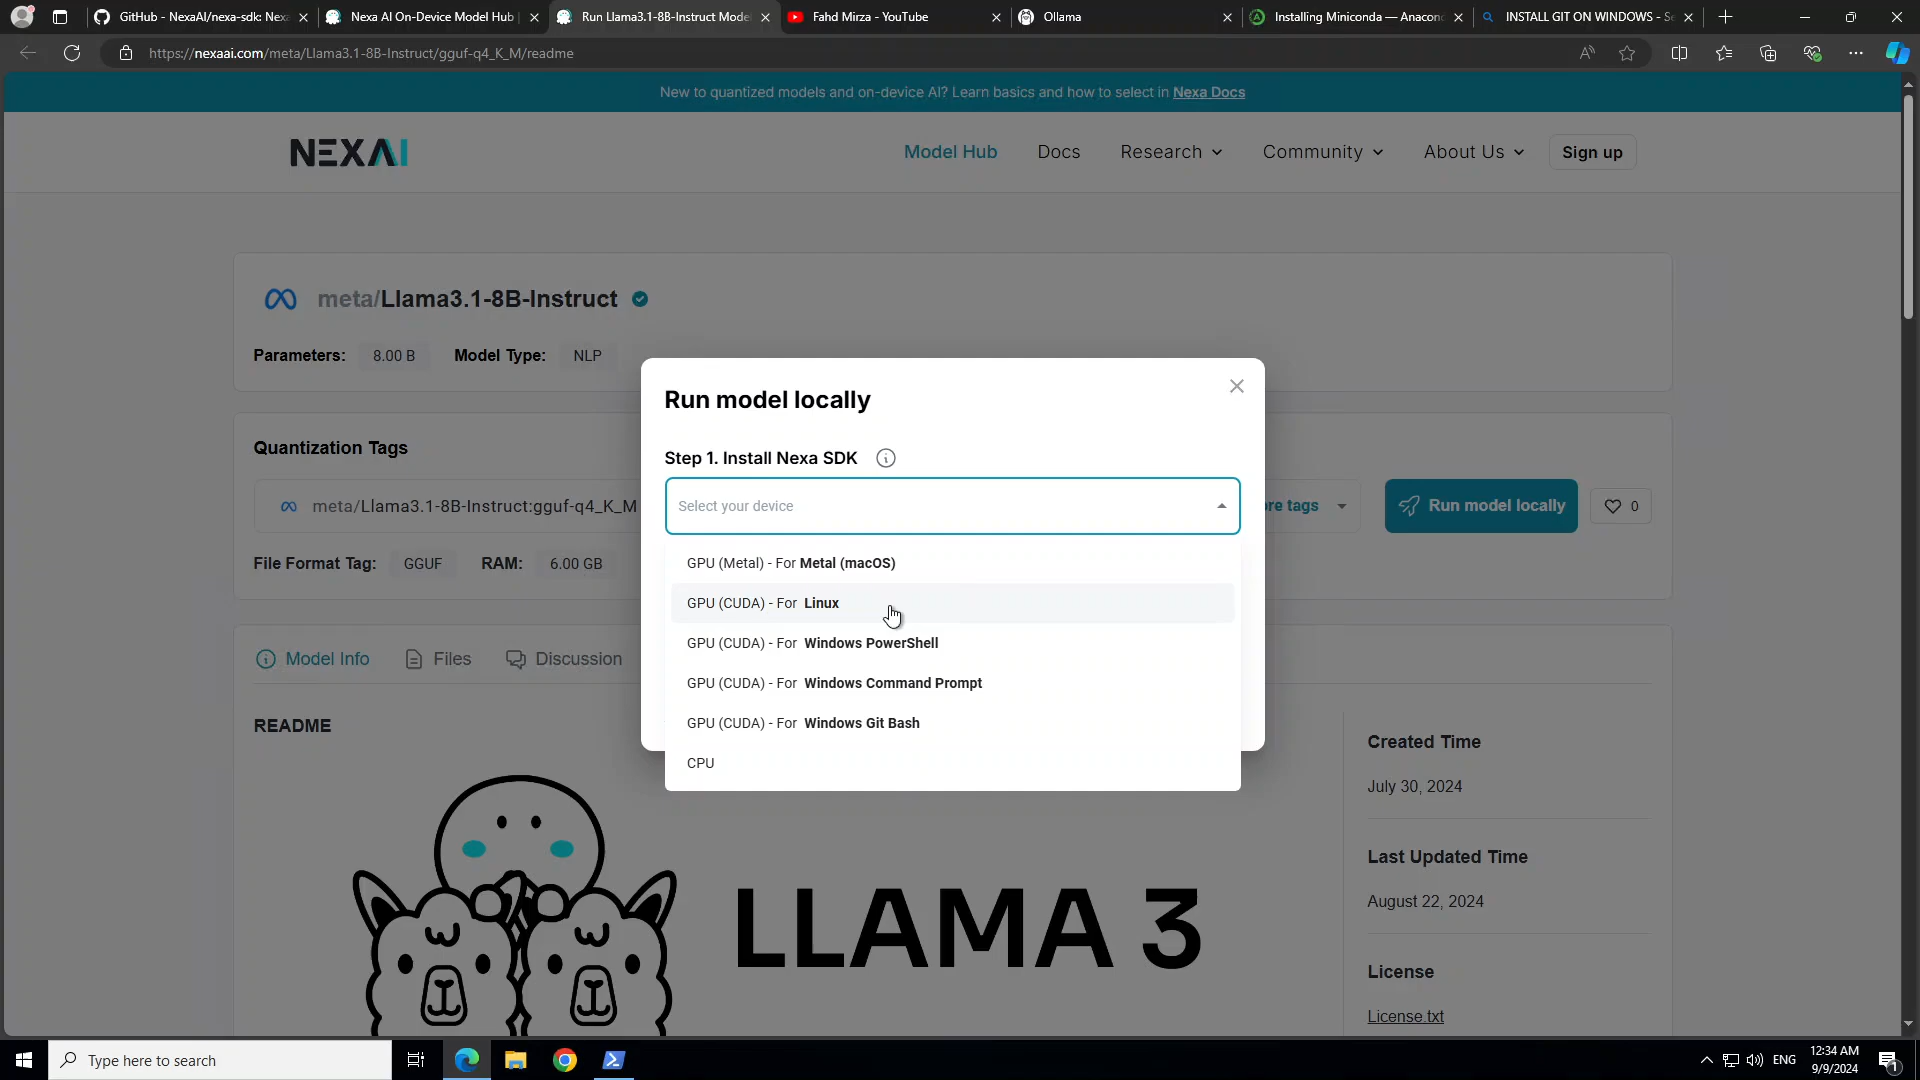 GitHub - NexaAI/nexa-sdk: Nex
Nexa AI On-Device Model Hub
Run Llama3.1-8B-Instruct Mode
Fahd Mirza - YouTube
Ollama
Installing Miniconda — Anacon
INSTALL GIT ON WINDOWS - Se
https://nexaai.com/meta/Llama3.1-8B-Instruct/gguf-q4_K_M/readme
New to quantized models and on-device AI? Learn basics and how to select in Nexa Docs
NEXAI
Model Hub
Docs
Research
Community
About Us
Sign up
meta/Llama3.1-8B-Instruct
Parameters: 8.00 B Model Type: NLP
Run model locally
Quantization Tags
Step 1. Install Nexa SDK
meta/Llama3.1-8B-Instruct:gguf-q4_K_M
Select your device
ore tags
Run model locally
0
File Format Tag: GGUF RAM: 6.00 GB
GPU (Metal) - For Metal (macOS)
GPU (CUDA) - For Linux
GPU (CUDA) - For Windows PowerShell
GPU (CUDA) - For Windows Command Prompt
GPU (CUDA) - For Windows Git Bash
CPU
Model Info
Files
Discussion
README
LLAMA 3
Created Time
July 30, 2024
Last Updated Time
August 22, 2024
License
License.txt
Type here to search
ENG
12:34 AM
9/9/2024
1